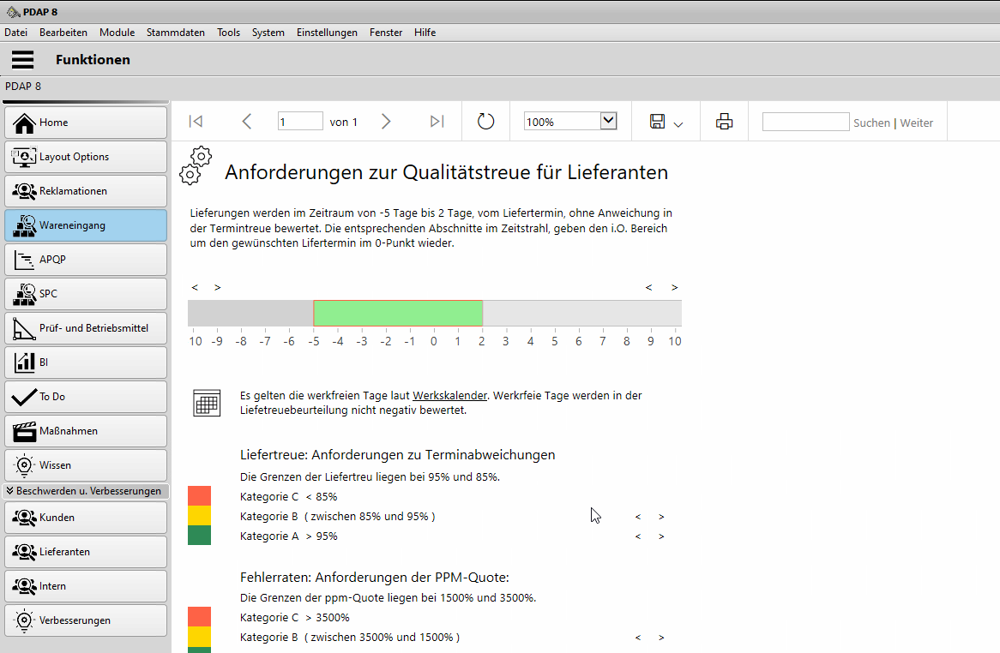 PDAP 8
Datei Bearbeiten Module Stammdaten Tools System Einstellungen Fenster Hilfe
Funktionen
PDAP 8
Home
Layout Options
Reklamationen
Wareneingang
APQP
SPC
Prüf- und Betriebsmittel
BI
To Do
Maßnahmen
Wissen
Beschwerden u. Verbesserungen
Kunden
Lieferanten
Intern
Verbesserungen
1 von 1 100% Suchen | Weiter
Anforderungen zur Qualitätstreue für Lieferanten
Lieferungen werden im Zeitraum von -5 Tage bis 2 Tage, vom Liefertermin, ohne Anweichung in
der Termintreue bewertet. Die entsprechenden Abschnitte im Zeitstrahl, geben den i.O. Bereich
um den gewünschten Lifertermin im 0-Punkt wieder.
< > < >
10 -9 -8 -7 -6 -5 -4 -3 -2 -1 0 1 2 3 4 5 6 7 8 9 10
Es gelten die werkfreien Tage laut Werkskalender. Werkrfeie Tage werden in der
Liefetreuebeurteilung nicht negativ bewertet.
Liefertreue: Anforderungen zu Terminabweichungen
Die Grenzen der Liefertreu liegen bei 95% und 85%.
Kategorie C < 85%
Kategorie B ( zwischen 85% und 95% ) < >
Kategorie A > 95% < >
Fehlerraten: Anforderungen der PPM-Quote:
Die Grenzen der ppm-Quote liegen bei 1500% und 3500%.
Kategorie C > 3500%
Kategorie B ( zwischen 3500% und 1500% ) < >